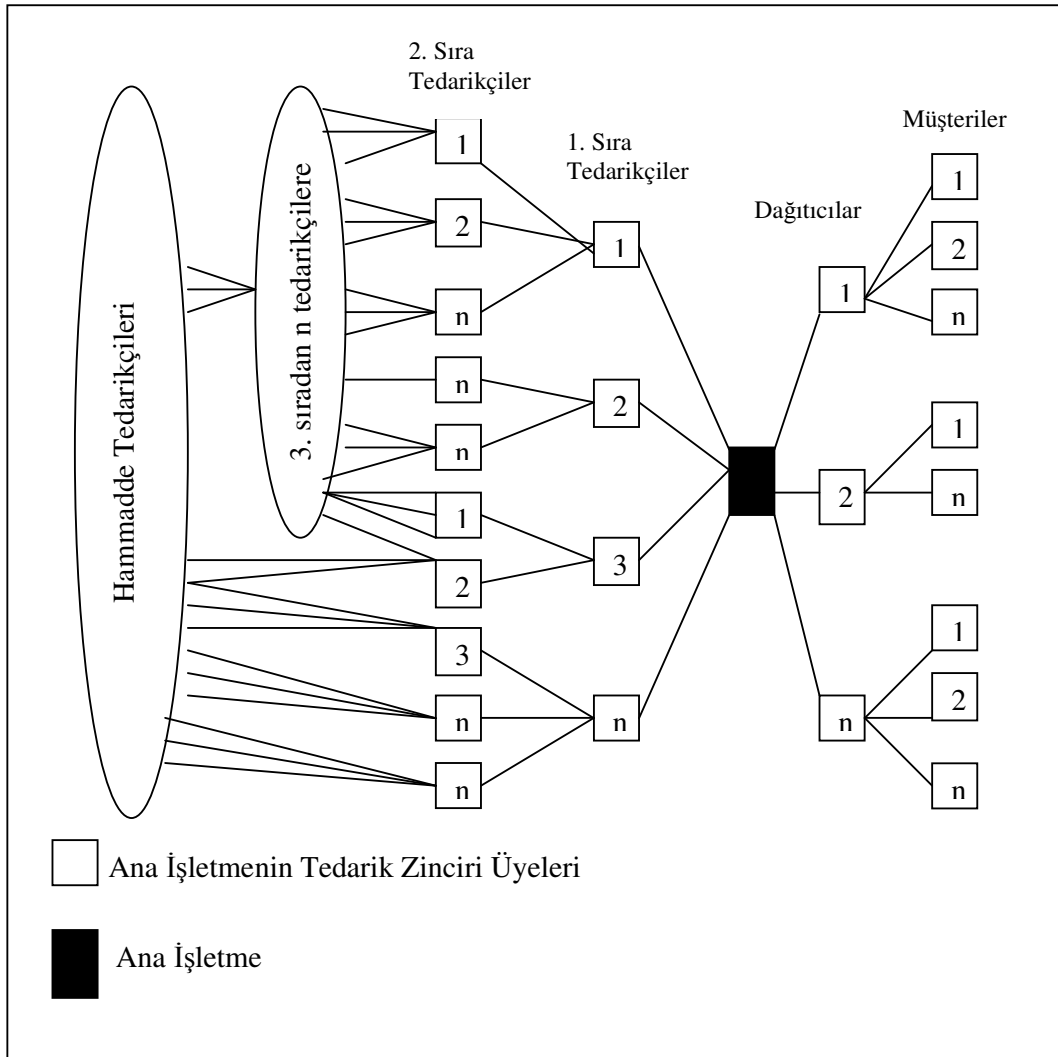 2. Sıra
Tedarikçiler
1. Sıra
Tedarikçiler
Dağıtıcılar
Müşteriler
Hammadde Tedarikçileri
3. sıradan n tedarikçilere
1
2
n
n
n
1
2
3
n
n
1
2
3
n
1
2
n
1
2
n
1
n
1
2
n
Ana İşletmenin Tedarik Zinciri Üyeleri
Ana İşletme